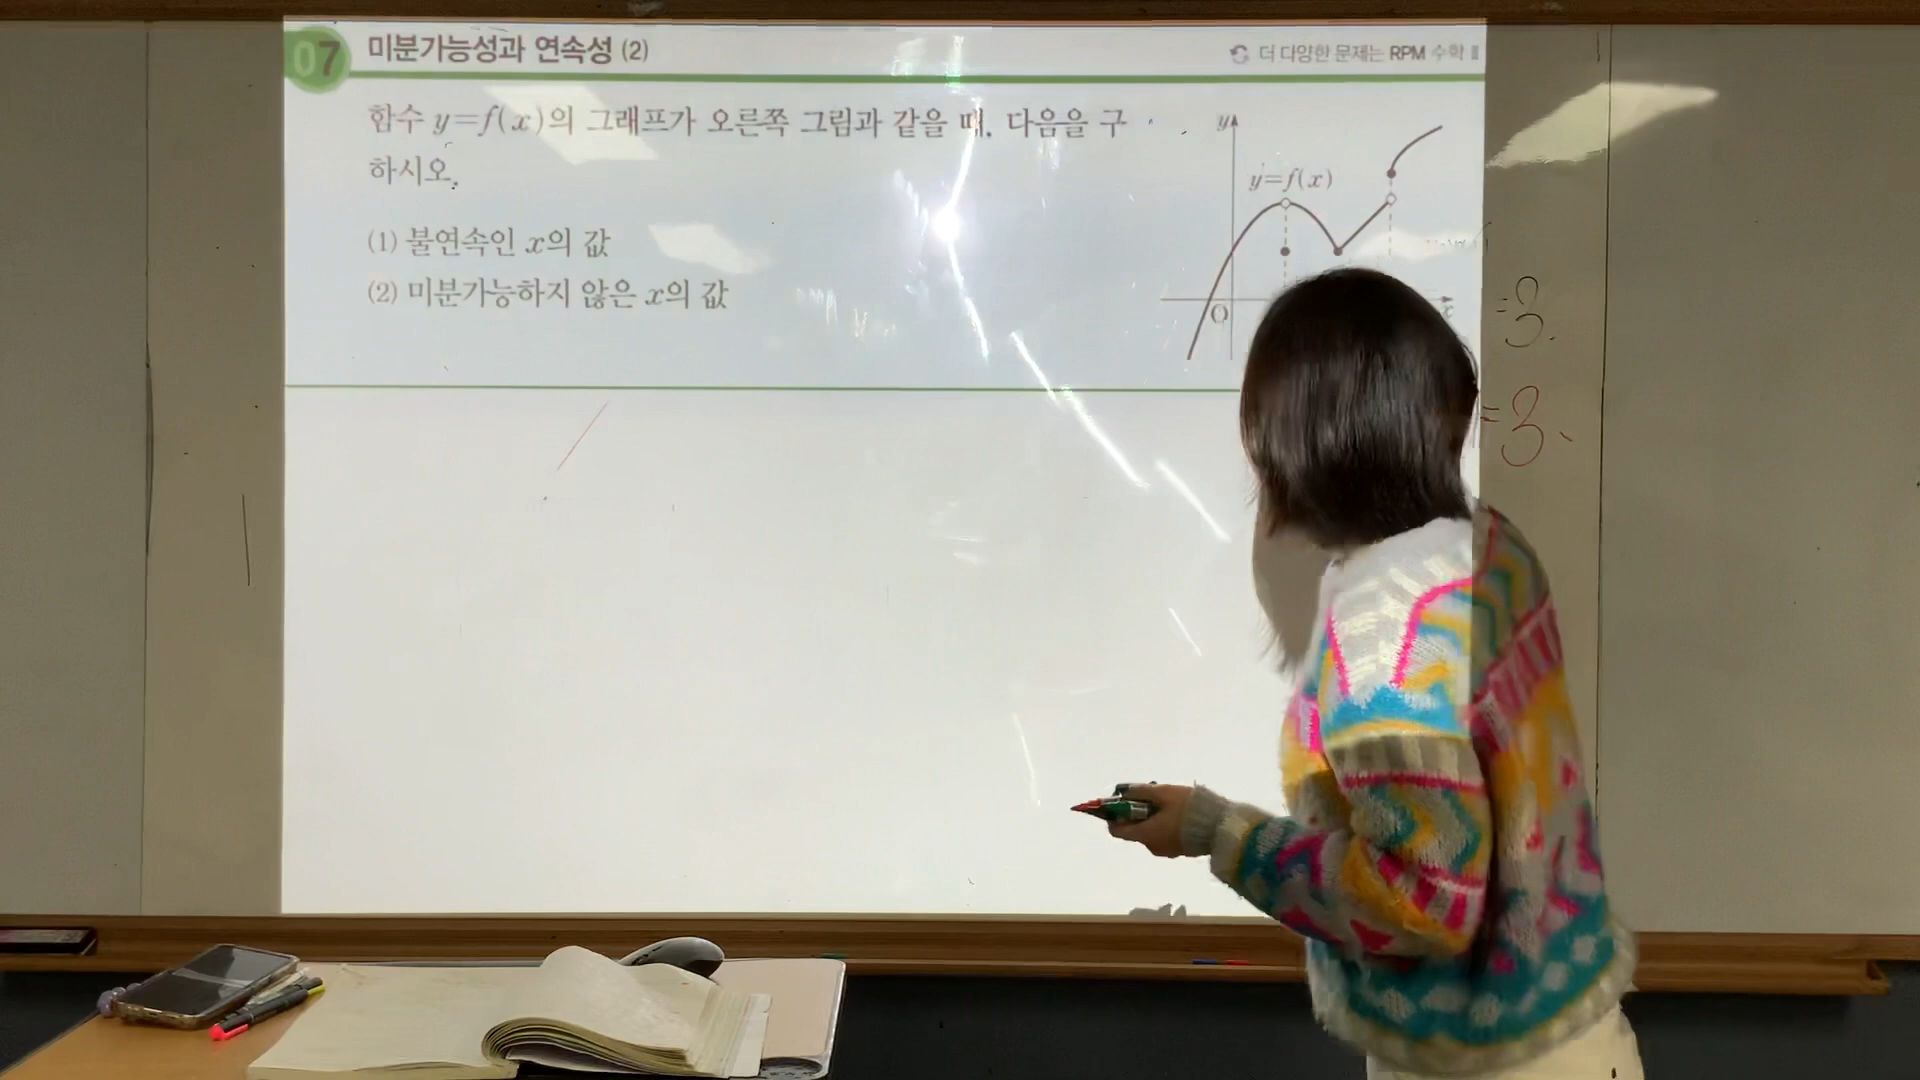 07 미분가능성과 연속성 (2)
더 다양한 문제는 RPM 수학 Ⅱ
함수 y=f(x)의 그래프가 오른쪽 그림과 같을 때, 다음을 구
하시오.
(1) 불연속인 x의 값
(2) 미분가능하지 않은 x의 값
y
y=f(x)
O
x
=3.
=3.